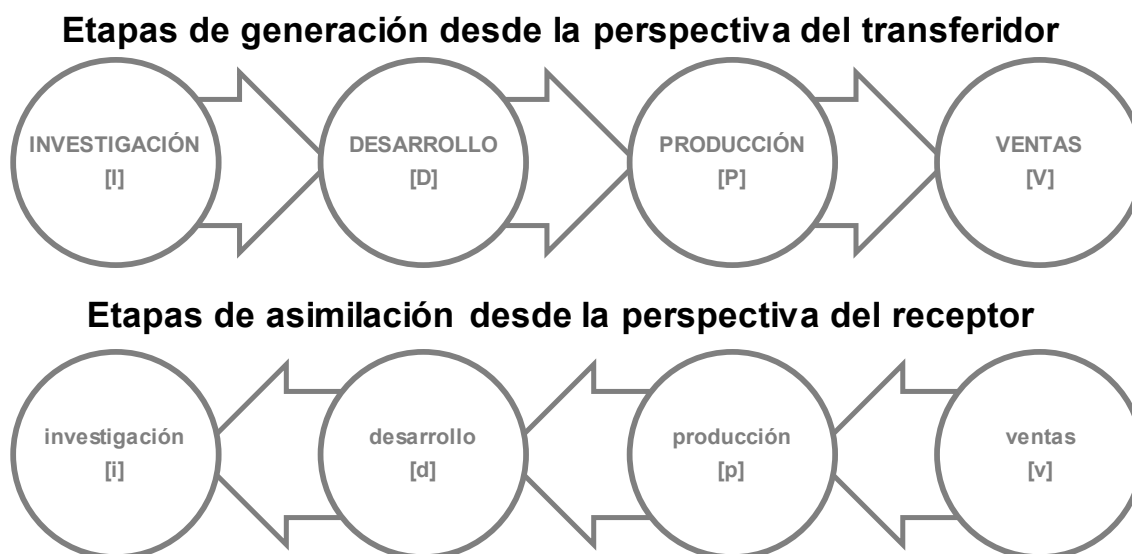 Etapas de generación desde la perspectiva del transferidor
INVESTIGACIÓN
[I]
DESARROLLO
[D]
PRODUCCIÓN
[P]
VENTAS
[V]
Etapas de asimilación desde la perspectiva del receptor
investigación
[i]
desarrollo
[d]
producción
[p]
ventas
[v]